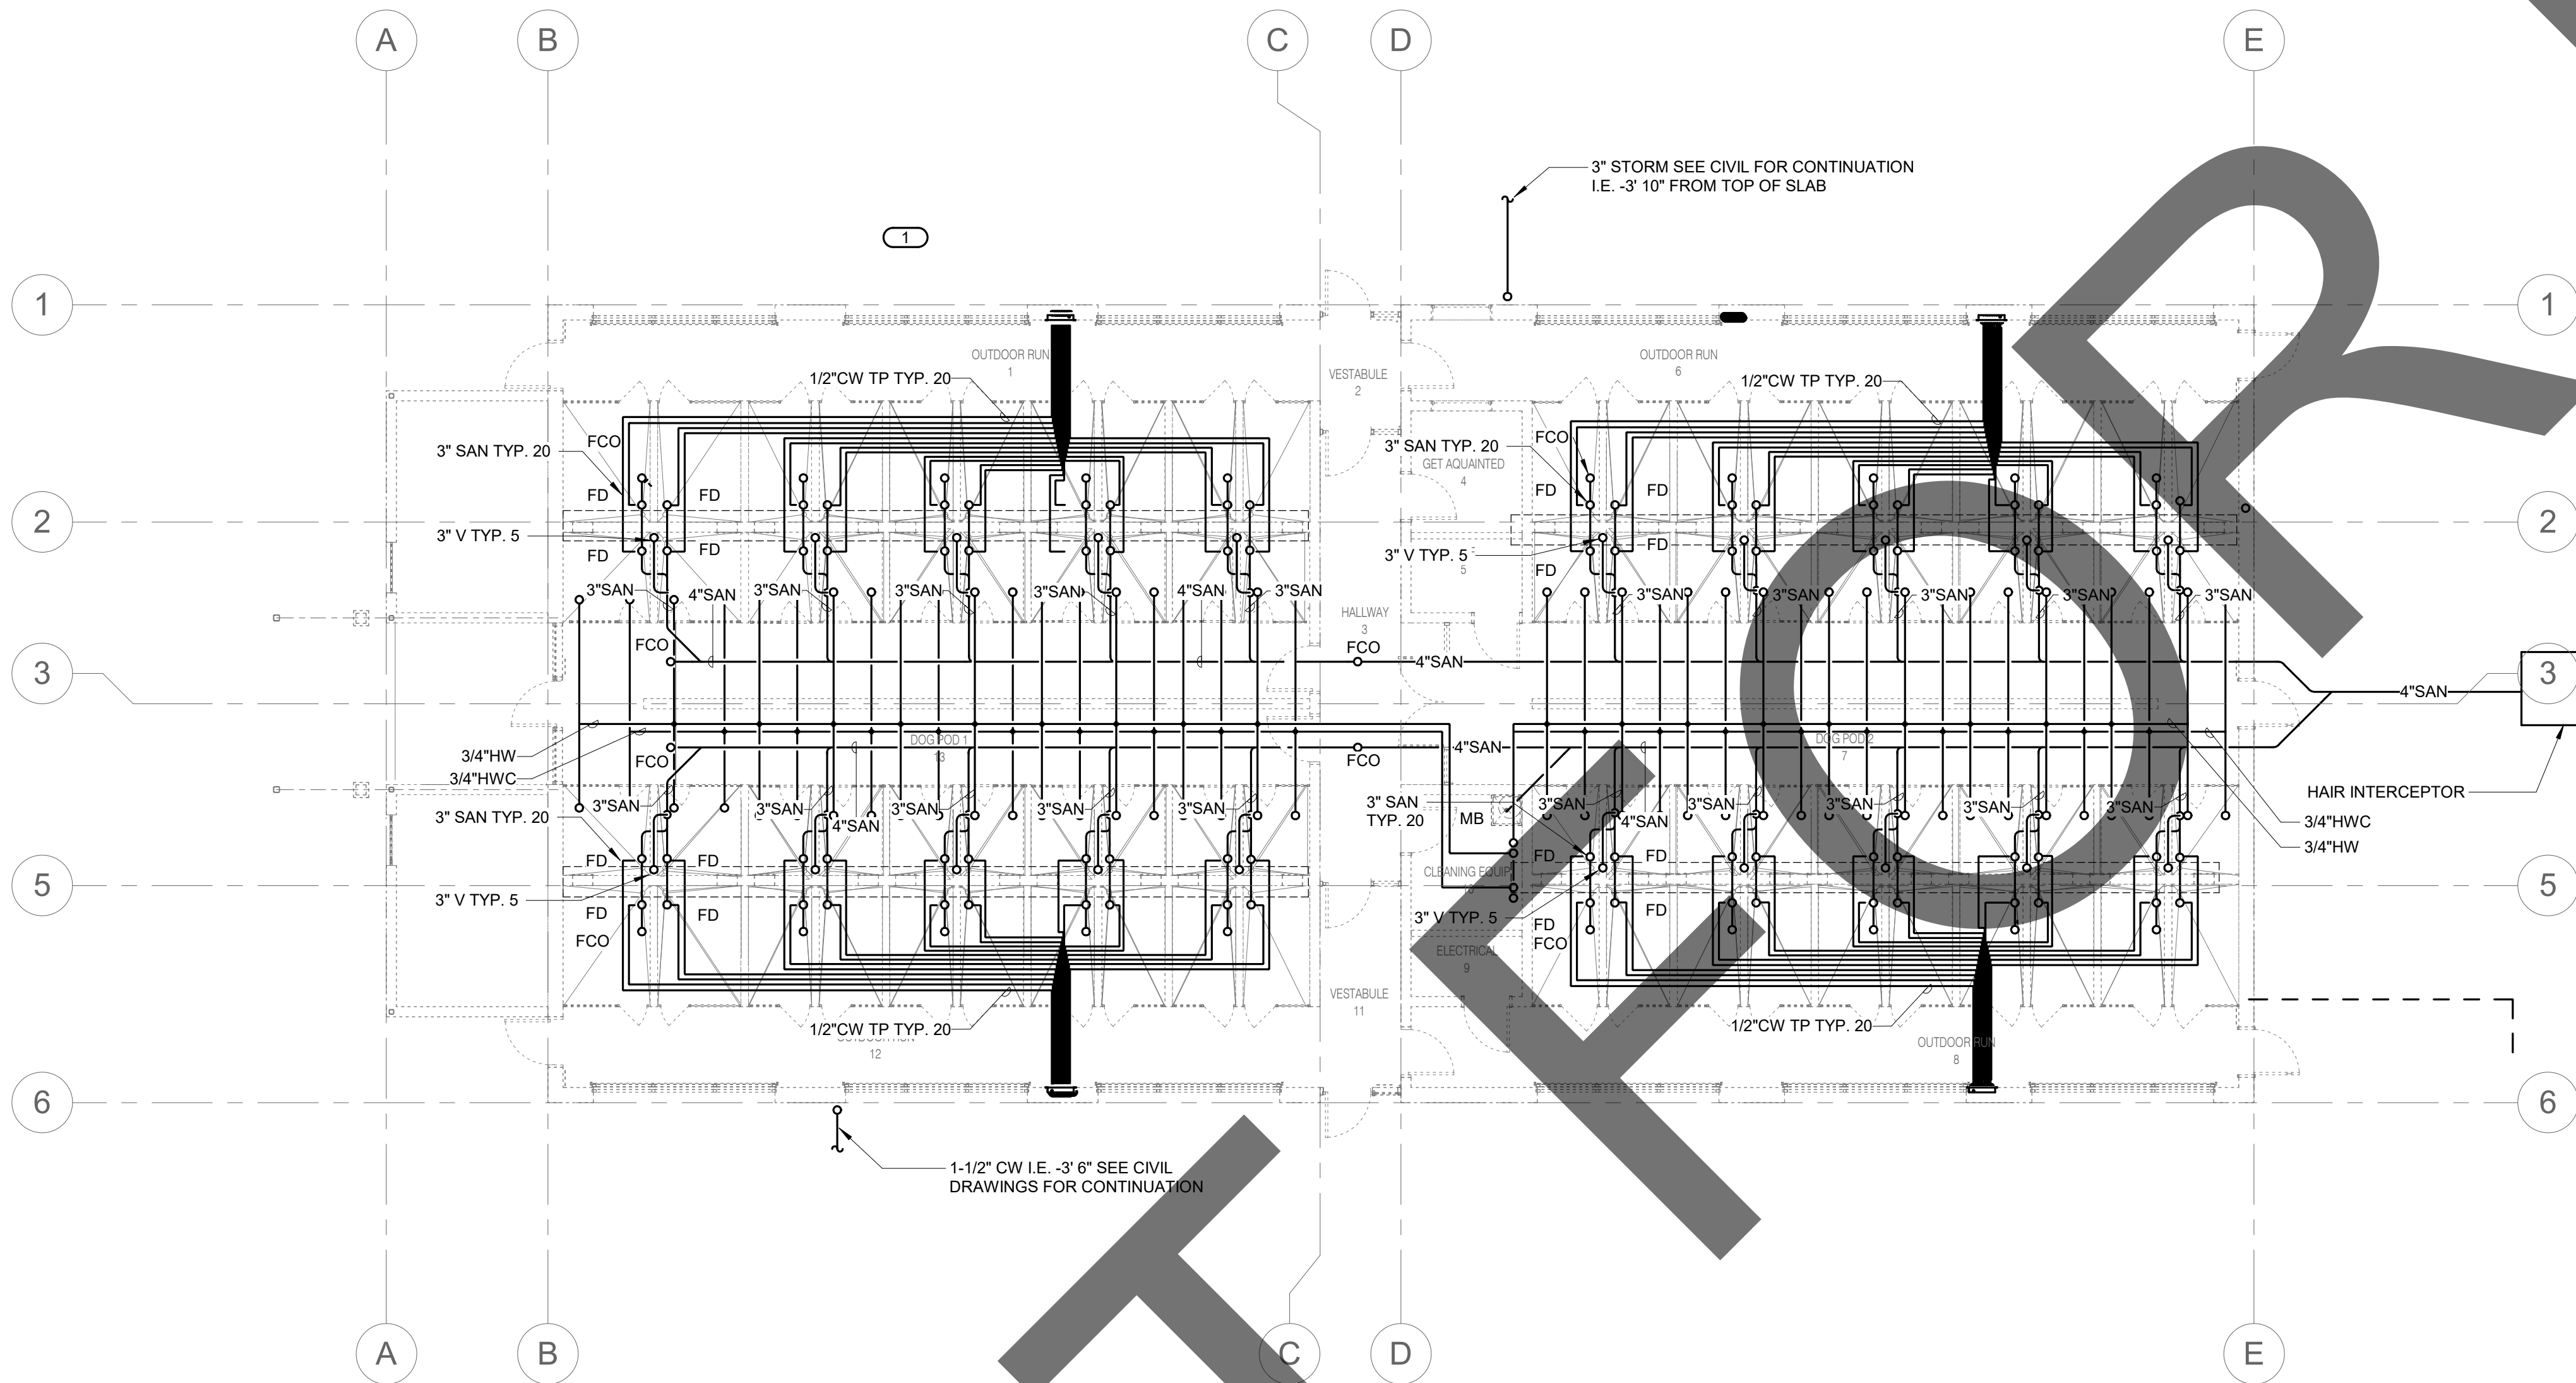 A
B
C
D
E
3" STORM SEE CIVIL FOR CONTINUATION
I.E. -3' 10" FROM TOP OF SLAB
1
1
1
OUTDOOR RUN
1
OUTDOOR RUN
6
VESTABULE
2
1/2"CW TP TYP. 20
1/2"CW TP TYP. 20
FCO
3" SAN TYP. 20
FCO
3" SAN TYP. 20
GET AQUAINTED
4
FD
FD
FD
FD
2
2
3" V TYP. 5
FD
FD
3" V TYP. 5
5
FD
FD
3"SAN
4"SAN
3"SAN
3"SAN
3"SAN
4"SAN
3"SAN
3"SAN
3"SAN
3"SAN
3"SAN
3"SAN
HALLWAY
3
FCO
FCO
4"SAN
3
3
4"SAN
DOG POD 1
13
DOG POD 2
7
3/4"HW
3/4"HWC
FCO
FCO
4"SAN
HAIR INTERCEPTOR
3/4"HWC
3/4"HW
3"SAN
3"SAN
3"SAN
3"SAN
3"SAN
4"SAN
3" SAN TYP. 20
3" SAN
TYP. 20
MB
3"SAN
3"SAN
3"SAN
3"SAN
3"SAN
4"SAN
FD
FD
FD
FD
CLEANING EQUIP
10
5
5
3" V TYP. 5
FD
FD
FCO
3" V TYP. 5
FD
FD
FCO
ELECTRICAL
9
VESTABULE
11
1/2"CW TP TYP. 20
OUTDOOR RUN
12
1/2"CW TP TYP. 20
OUTDOOR RUN
8
6
6
1-1/2" CW I.E. -3' 6" SEE CIVIL
DRAWINGS FOR CONTINUATION
A
B
C
D
E